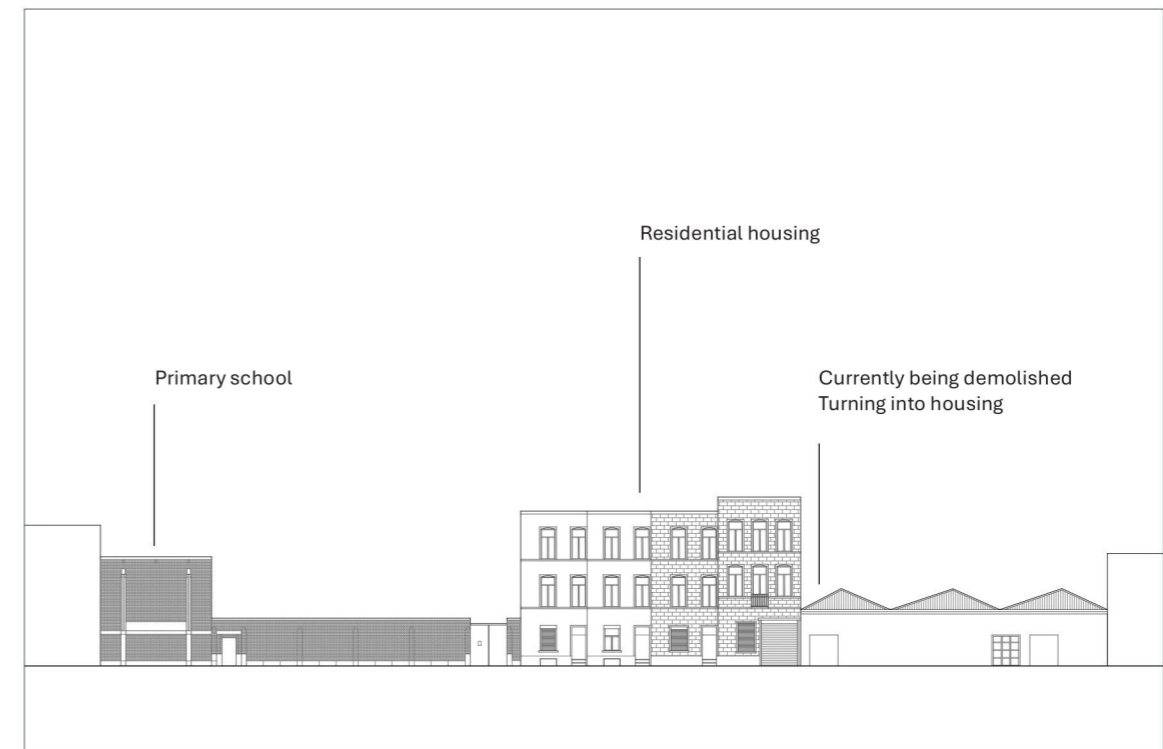 Residential housing
Primary school
Currently being demolished
Turning into housing